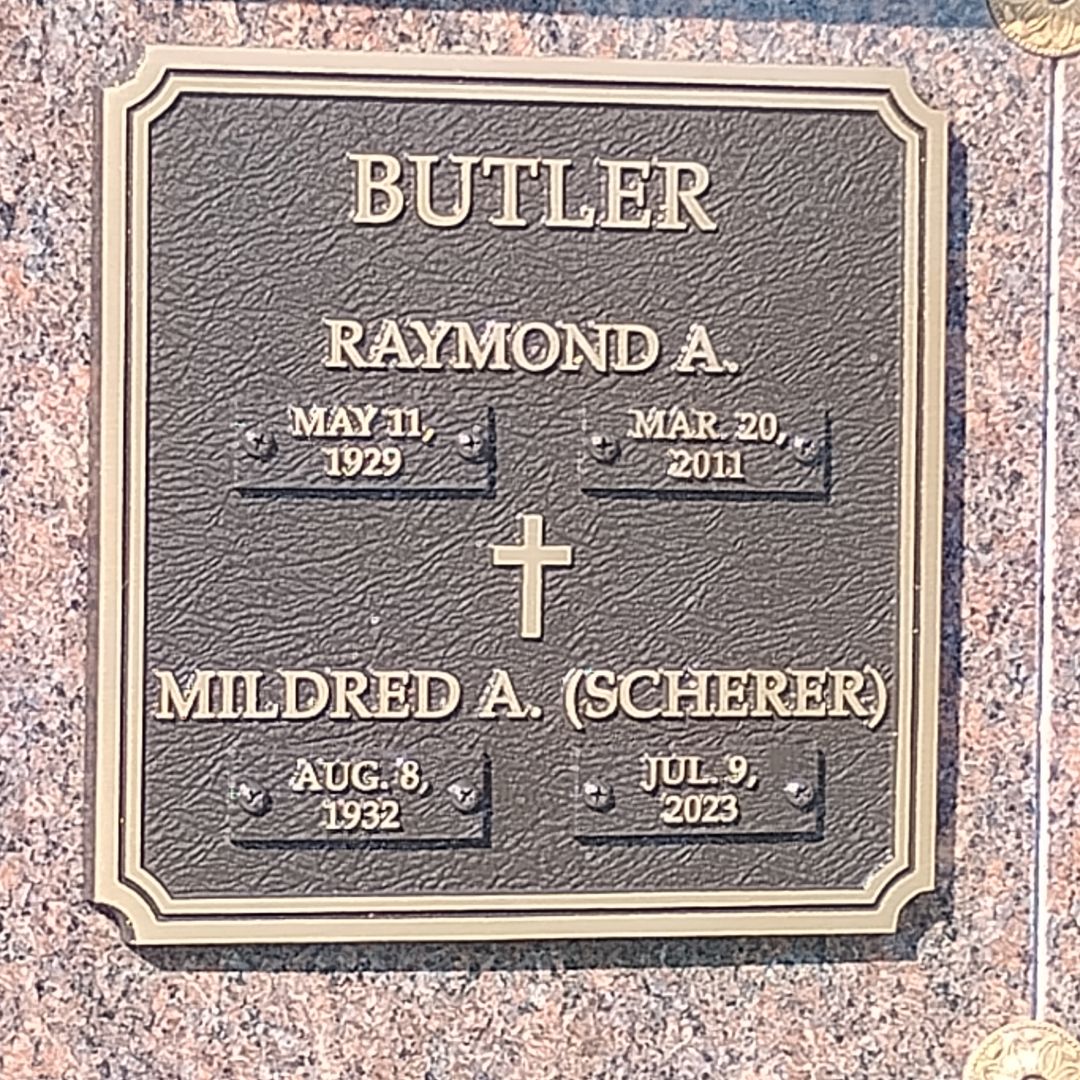 BUTLER
RAYMOND A.
MAY 11,
1929
MAR. 20,
2011
MILDRED A. (SCHERER)
AUG. 8,
1932
JUL. 9,
2023